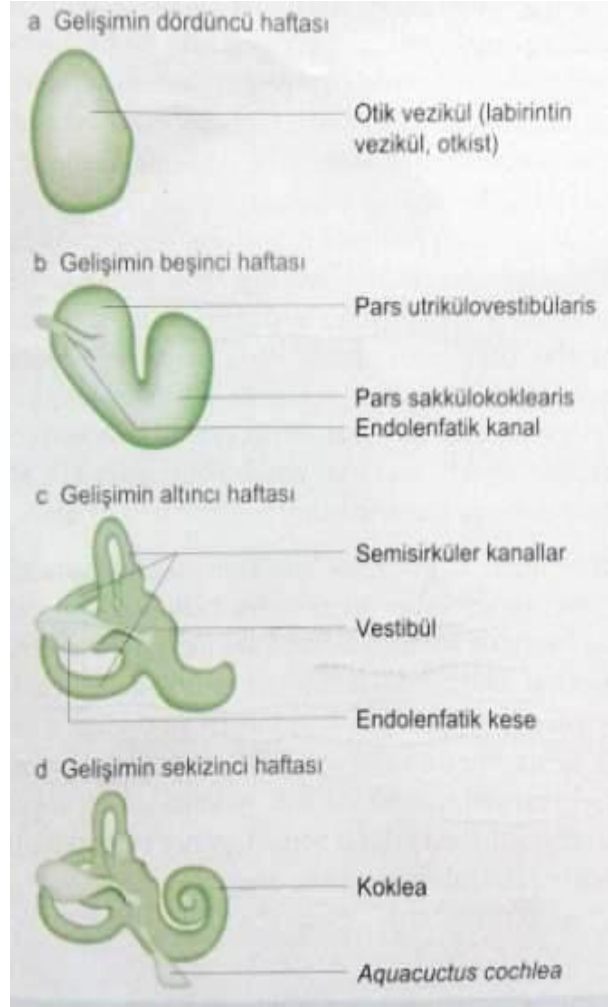 a Gelişimin dördüncü haftası
Otik vezikül (labirintin
vezikül, otkist)
b Gelişimin beşinci haftası
Pars utrikülovestibülaris
Pars sakkülokoklearis
Endolenfatik kanal
c Gelişimin altıncı haftası
Semisirküler kanallar
Vestibül
Endolenfatik kese
d Gelişimin sekizinci haftası
Koklea
Aquacuctus cochlea